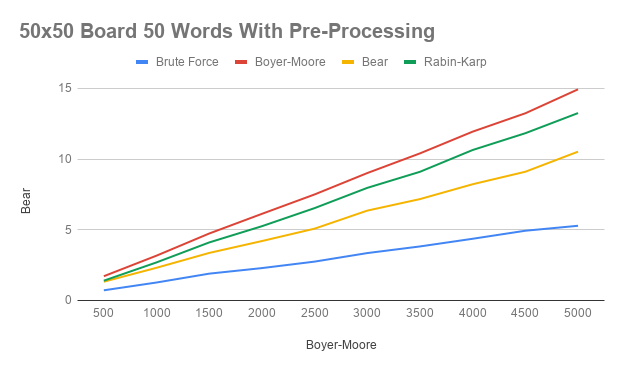 50x50 Board 50 Words With Pre-Processing
Brute Force Boyer-Moore Bear Rabin-Karp
15
10
5
0
Bear
500 1000 1500 2000 2500 3000 3500 4000 4500 5000
Boyer-Moore